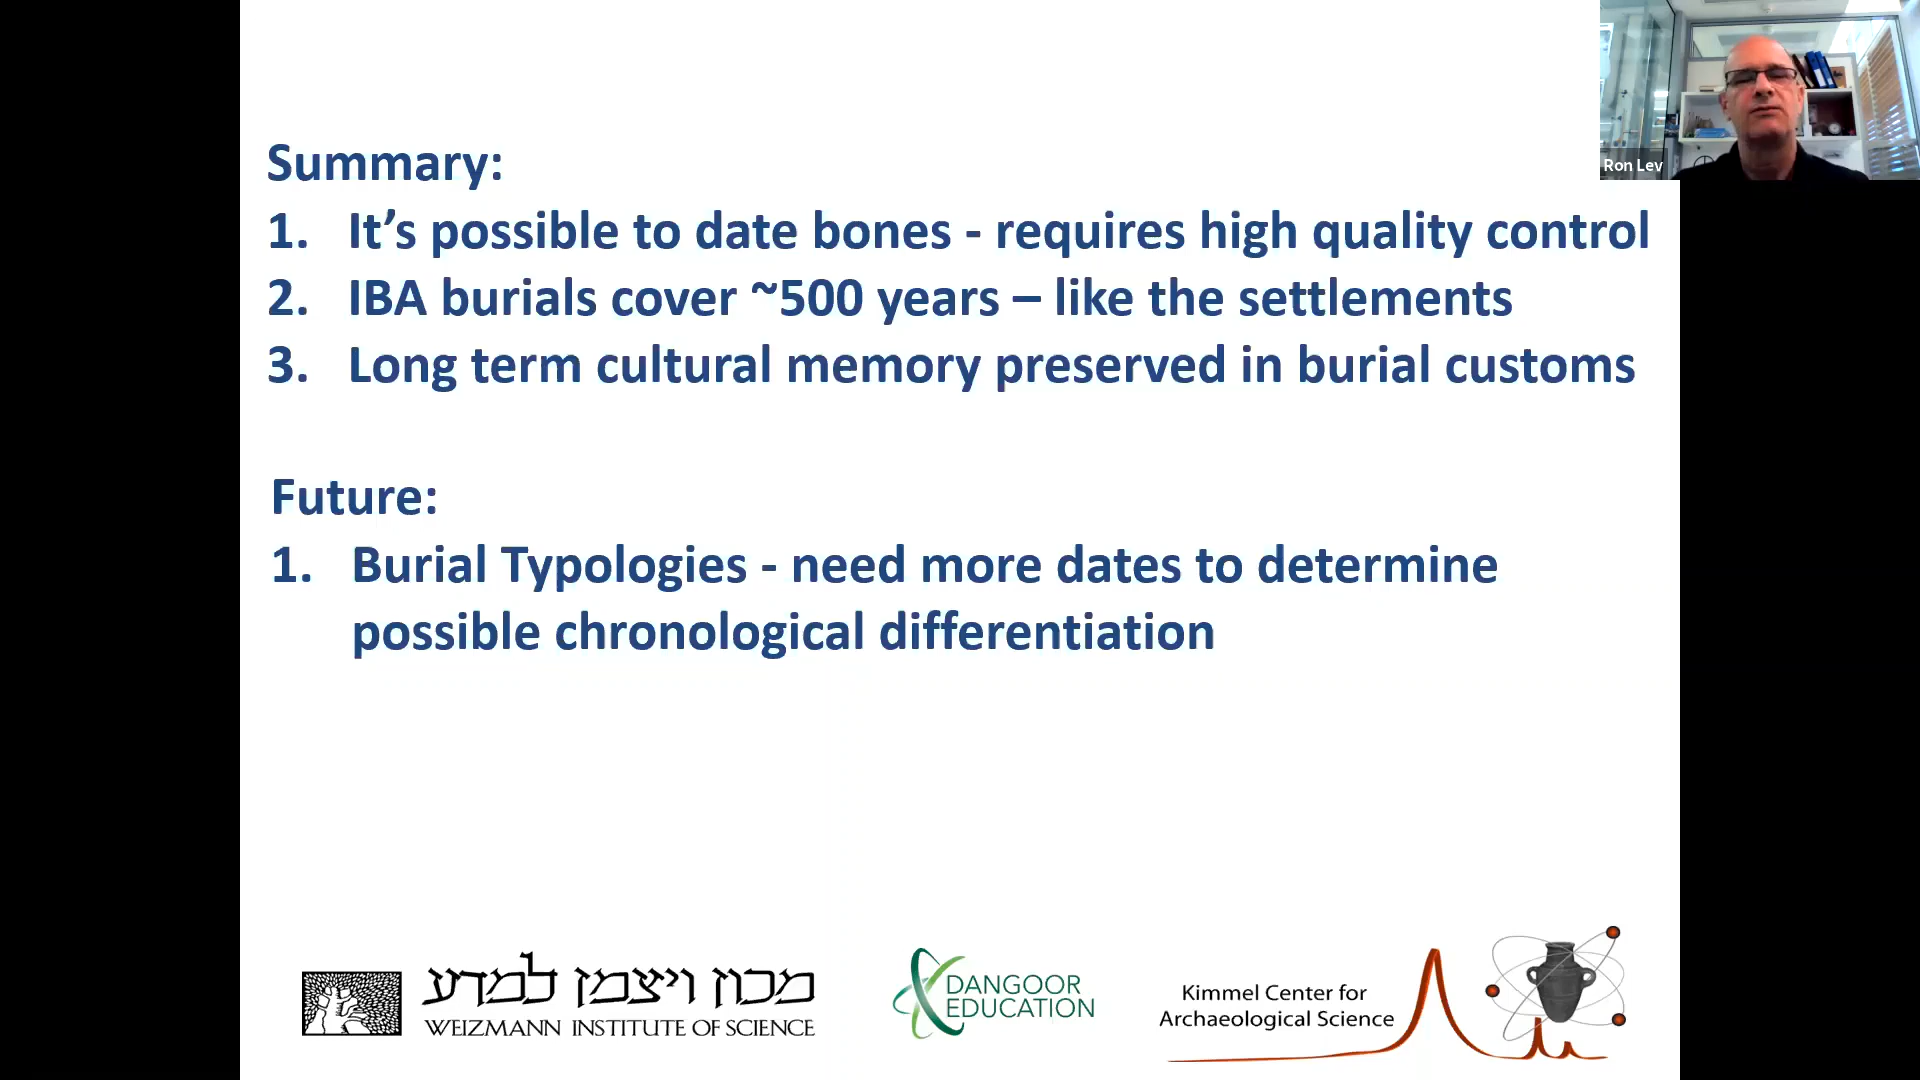 Ron Lev
Summary:
1. It’s possible to date bones - requires high quality control
2. IBA burials cover ~500 years – like the settlements
3. Long term cultural memory preserved in burial customs
Future:
1. Burial Typologies - need more dates to determine
possible chronological differentiation
מכון ויצמן למדע
WEIZMANN INSTITUTE OF SCIENCE
DANGOOR
EDUCATION
Kimmel Center for
Archaeological Science